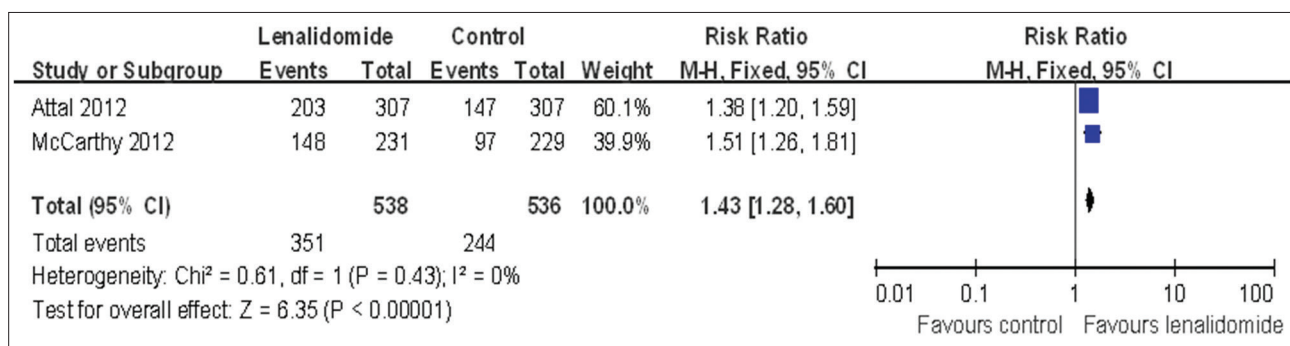 Lenalidomide Control Risk Ratio Risk Ratio
Study or Subgroup Events Total Events Total Weight M-H, Fixed, 95% CI M-H, Fixed, 95% CI
Attal 2012 203 307 147 307 60.1% 1.38 [1.20, 1.59]
McCarthy 2012 148 231 97 229 39.9% 1.51 [1.26, 1.81]
Total (95% CI) 538 536 100.0% 1.43 [1.28, 1.60]
Total events 351 244
Heterogeneity: Chi² = 0.61, df = 1 (P = 0.43); I² = 0%
Test for overall effect: Z = 6.35 (P < 0.00001)
0.01 0.1 1 10 100
Favours control Favours lenalidomide